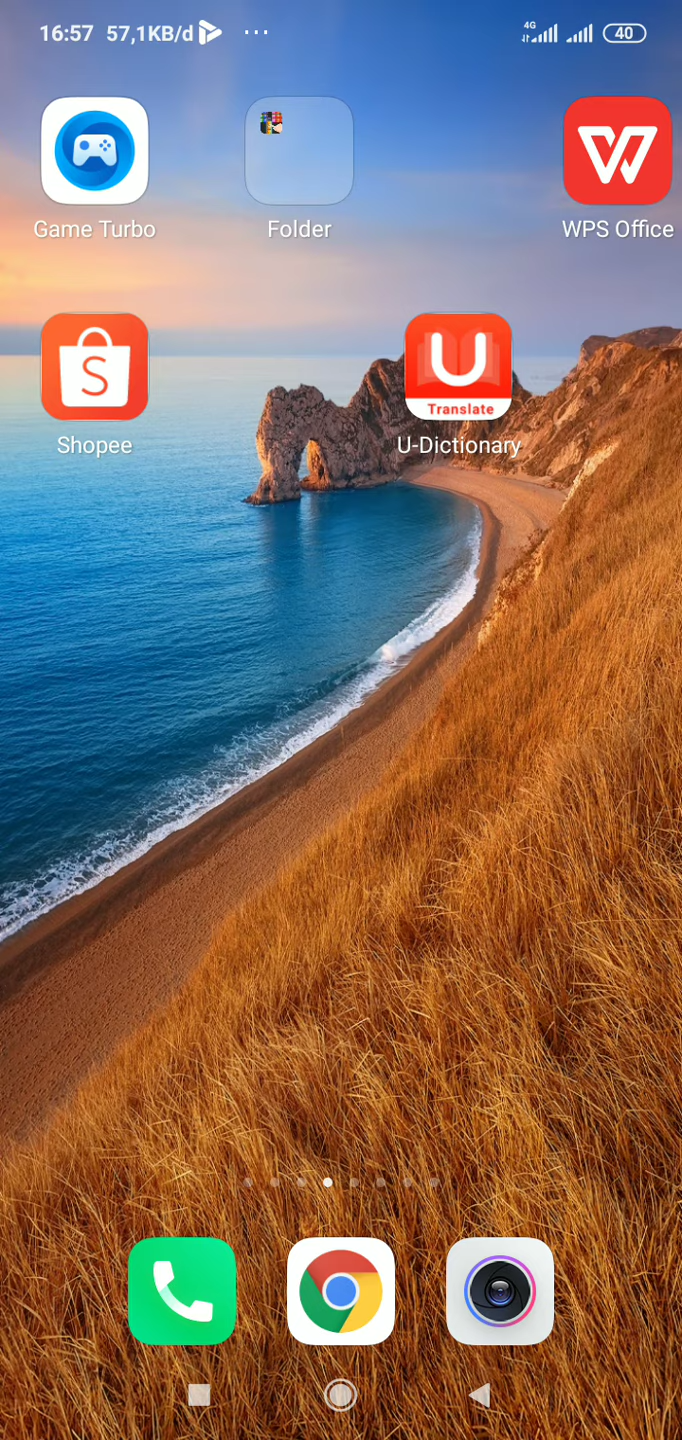 16:57 57,1KB/d ... 4G 40
Game Turbo
Folder
WPS Office
Shopee
U Translate
U-Dictionary